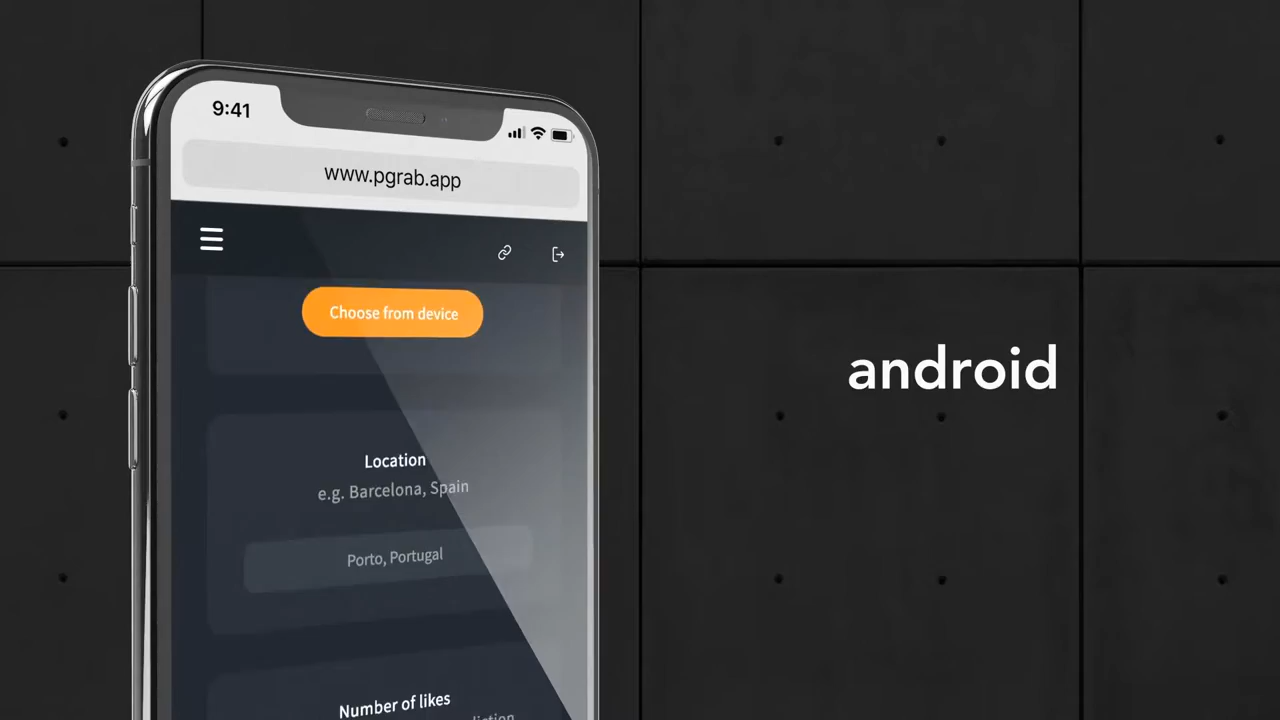 9:41
www.pgrab.app
Choose from device
Location
e.g. Barcelona, Spain
Porto, Portugal
Number of likes
android